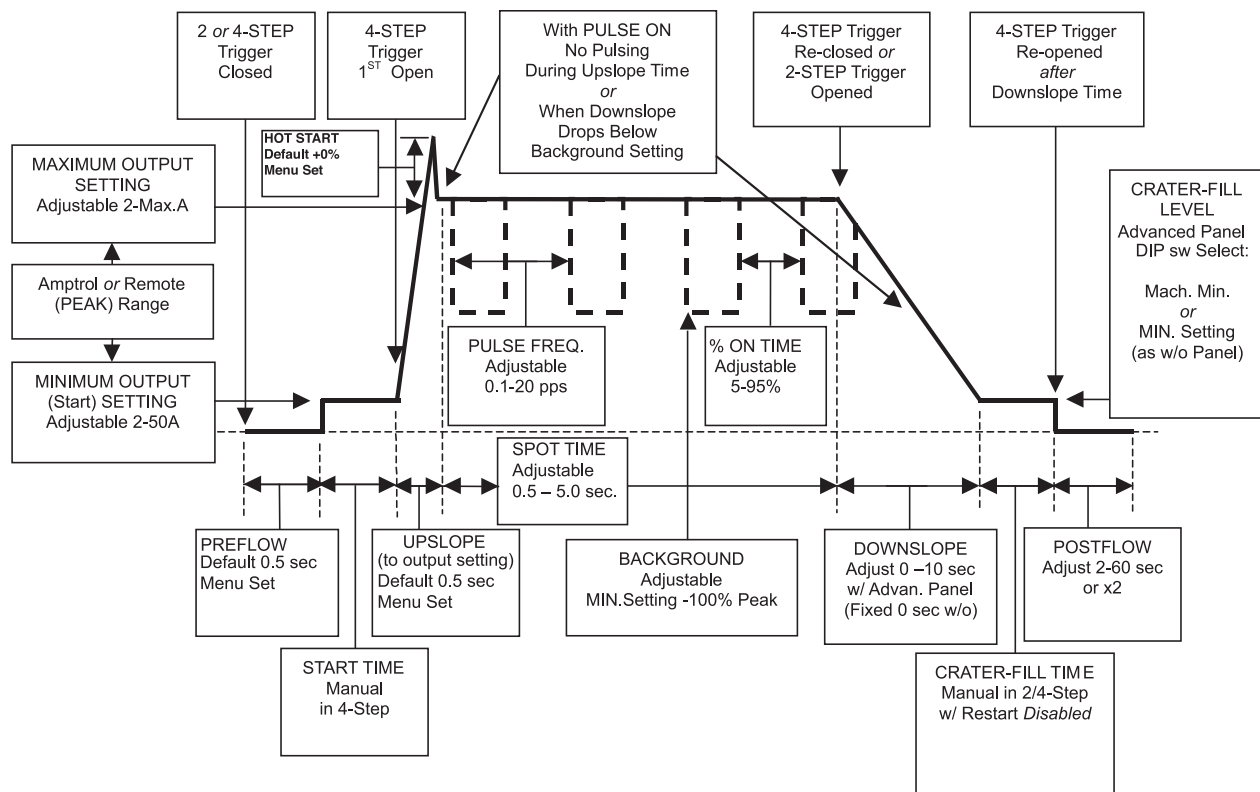 2 or 4-STEP
Trigger
Closed
4-STEP
Trigger
1ST Open
With PULSE ON
No Pulsing
During Upslope Time
or
When Downslope
Drops Below
Background Setting
4-STEP Trigger
Re-closed or
2-STEP Trigger
Opened
4-STEP Trigger
Re-opened
after
Downslope Time
HOT START
Default +0%
Menu Set
MAXIMUM OUTPUT
SETTING
Adjustable 2-Max.A
Amptrol or Remote
(PEAK) Range
MINIMUM OUTPUT
(Start) SETTING
Adjustable 2-50A
CRATER-FILL
LEVEL
Advanced Panel
DIP sw Select:
Mach. Min.
or
MIN. Setting
(as w/o Panel)
PULSE FREQ.
Adjustable
0.1-20 pps
% ON TIME
Adjustable
5-95%
SPOT TIME
Adjustable
0.5 – 5.0 sec.
PREFLOW
Default 0.5 sec
Menu Set
UPSLOPE
(to output setting)
Default 0.5 sec
Menu Set
BACKGROUND
Adjustable
MIN.Setting -100% Peak
DOWNSLOPE
Adjust 0 –10 sec
w/ Advan. Panel
(Fixed 0 sec w/o)
POSTFLOW
Adjust 2-60 sec
or x2
START TIME
Manual
in 4-Step
CRATER-FILL TIME
Manual in 2/4-Step
w/ Restart Disabled